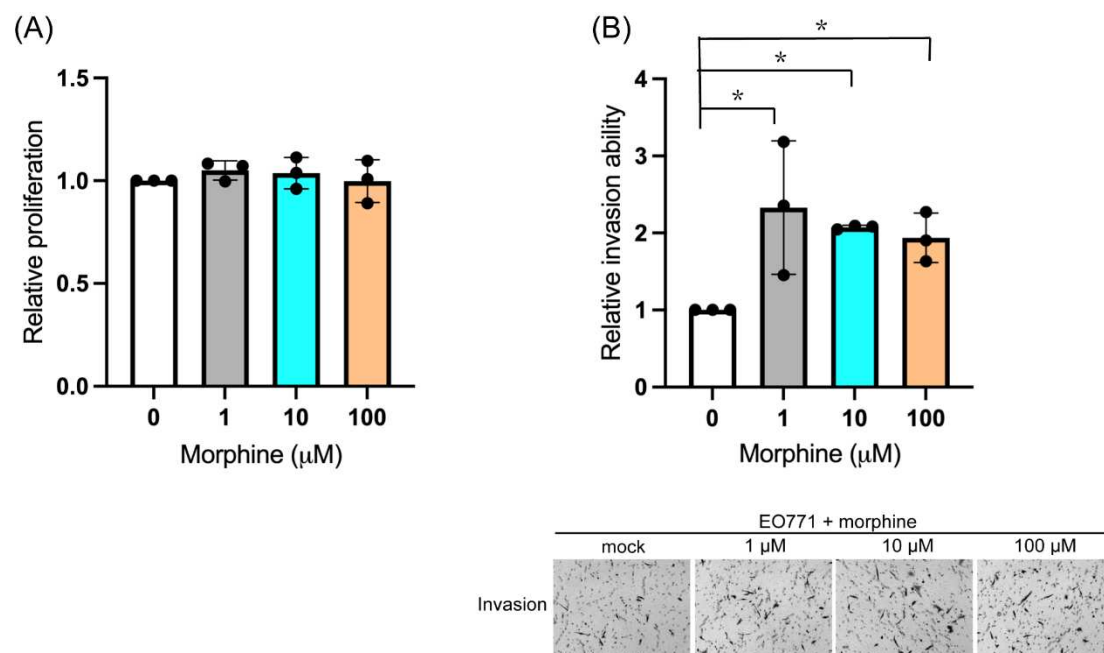 (A)
1.5
1.0
0.5
0.0
Relative proliferation
0 1 10 100
Morphine (μM)
(B)
* 
*
*
4
3
2
1
0
Relative invasion ability
0 1 10 100
Morphine (μM)
EO771 + morphine
mock 1 μM 10 μM 100 μM
Invasion